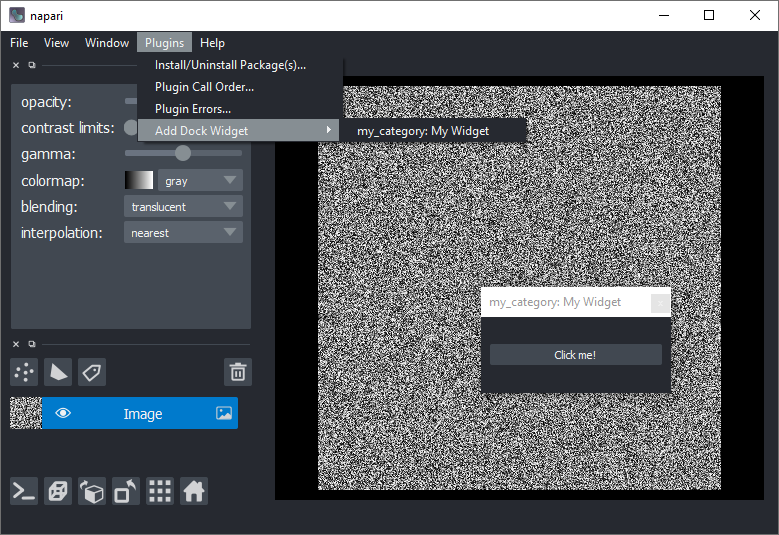 napari
File View Window Plugins Help
Install/Uninstall Package(s)...
Plugin Call Order...
Plugin Errors...
Add Dock Widget
my_category: My Widget
opacity:
contrast limits:
gamma:
colormap: gray
blending: translucent
interpolation: nearest
my_category: My Widget
Click me!
Image